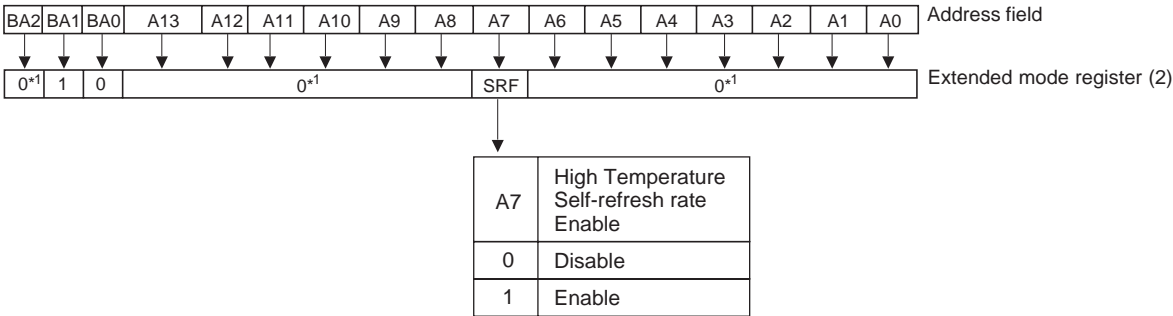 BA2 BA1 BA0 A13 A12 A11 A10 A9 A8 A7 A6 A5 A4 A3 A2 A1 A0 Address field
0*1 1 0 0*1 SRF 0*1 Extended mode register (2)
A7 High Temperature
Self-refresh rate
Enable
0 Disable
1 Enable